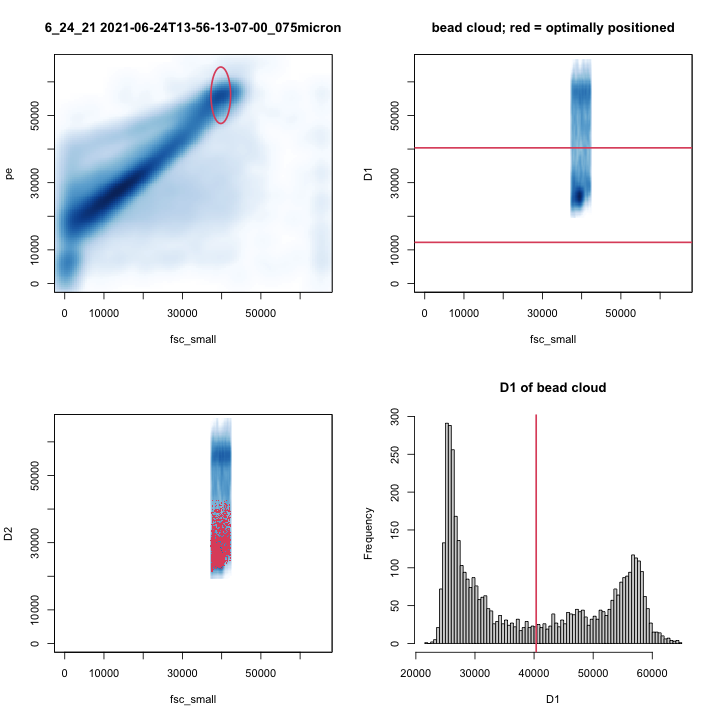 6_24_21 2021-06-24T13-56-13-07-00_075micron
pe
50000
30000
10000
0
0 10000 30000 50000
fsc_small
bead cloud; red = optimally positioned
D1
50000
30000
10000
0
0 10000 30000 50000
fsc_small
D2
50000
30000
10000
0
0 10000 30000 50000
fsc_small
D1 of bead cloud
Frequency
300
250
200
150
100
50
0
20000 30000 40000 50000 60000
D1